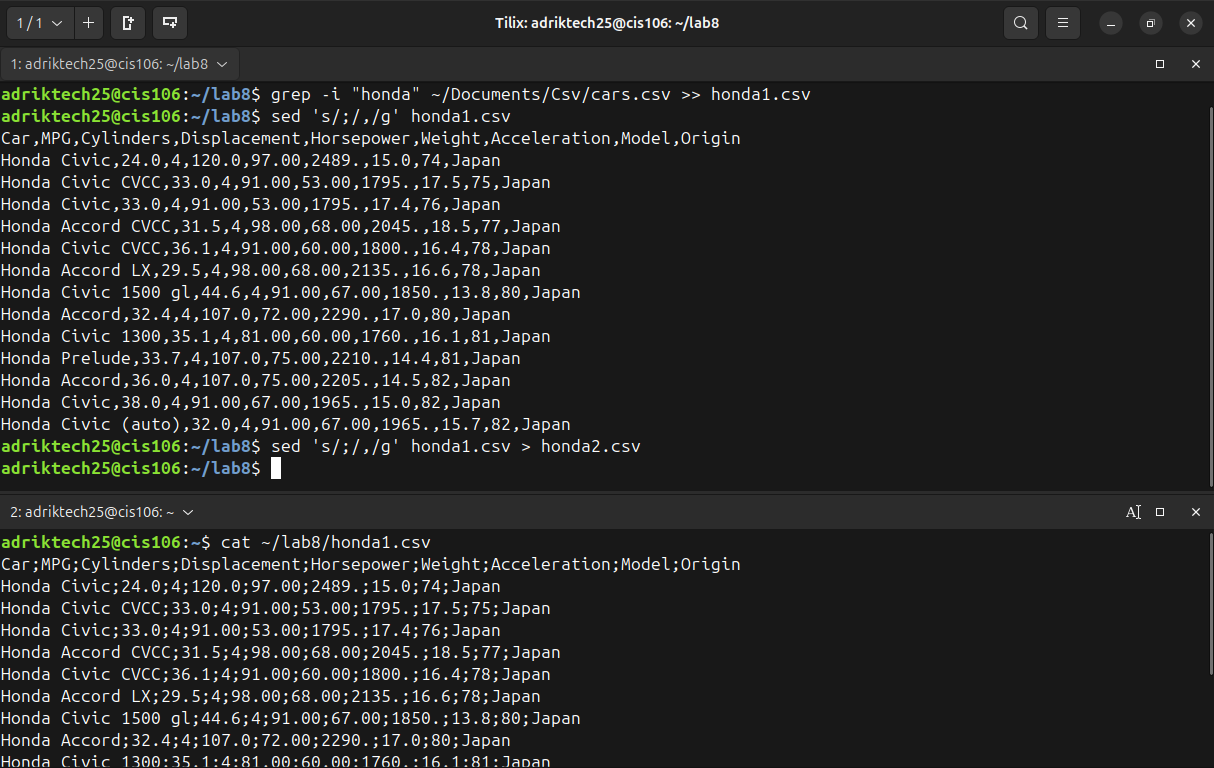 1 / 1
Tilix: adriktech25@cis106: ~/lab8
1: adriktech25@cis106: ~/lab8
adriktech25@cis106:~/lab8$ grep -i "honda" ~/Documents/Csv/cars.csv >> honda1.csv
adriktech25@cis106:~/lab8$ sed 's/;/,/g' honda1.csv
Car,MPG,Cylinders,Displacement,Horsepower,Weight,Acceleration,Model,Origin
Honda Civic,24.0,4,120.0,97.00,2489.,15.0,74,Japan
Honda Civic CVCC,33.0,4,91.00,53.00,1795.,17.5,75,Japan
Honda Civic,33.0,4,91.00,53.00,1795.,17.4,76,Japan
Honda Accord CVCC,31.5,4,98.00,68.00,2045.,18.5,77,Japan
Honda Civic CVCC,36.1,4,91.00,60.00,1800.,16.4,78,Japan
Honda Accord LX,29.5,4,98.00,68.00,2135.,16.6,78,Japan
Honda Civic 1500 gl,44.6,4,91.00,67.00,1850.,13.8,80,Japan
Honda Accord,32.4,4,107.0,72.00,2290.,17.0,80,Japan
Honda Civic 1300,35.1,4,81.00,60.00,1760.,16.1,81,Japan
Honda Prelude,33.7,4,107.0,75.00,2210.,14.4,81,Japan
Honda Accord,36.0,4,107.0,75.00,2205.,14.5,82,Japan
Honda Civic,38.0,4,91.00,67.00,1965.,15.0,82,Japan
Honda Civic (auto),32.0,4,91.00,67.00,1965.,15.7,82,Japan
adriktech25@cis106:~/lab8$ sed 's/;/,/g' honda1.csv > honda2.csv
adriktech25@cis106:~/lab8$
2: adriktech25@cis106: ~
adriktech25@cis106:~$ cat ~/lab8/honda1.csv
Car;MPG;Cylinders;Displacement;Horsepower;Weight;Acceleration;Model;Origin
Honda Civic;24.0;4;120.0;97.00;2489.;15.0;74;Japan
Honda Civic CVCC;33.0;4;91.00;53.00;1795.;17.5;75;Japan
Honda Civic;33.0;4;91.00;53.00;1795.;17.4;76;Japan
Honda Accord CVCC;31.5;4;98.00;68.00;2045.;18.5;77;Japan
Honda Civic CVCC;36.1;4;91.00;60.00;1800.;16.4;78;Japan
Honda Accord LX;29.5;4;98.00;68.00;2135.;16.6;78;Japan
Honda Civic 1500 gl;44.6;4;91.00;67.00;1850.;13.8;80;Japan
Honda Accord;32.4;4;107.0;72.00;2290.;17.0;80;Japan
Honda Civic 1300;35.1;4;81.00;60.00;1760.;16.1;81;Japan